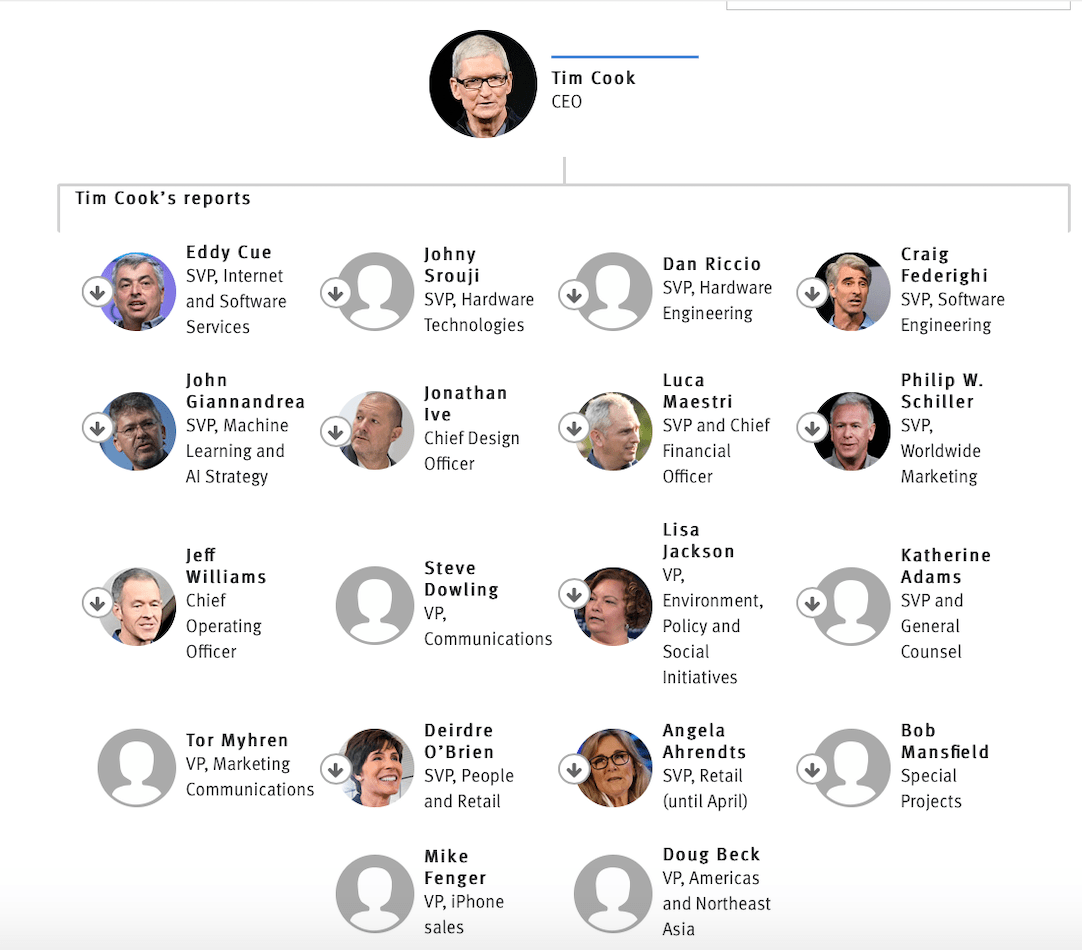 Tim Cook
CEO
Tim Cook’s reports
Eddy Cue
SVP, Internet
and Software
Services
Johny
Srouji
SVP, Hardware
Technologies
Dan Riccio
SVP, Hardware
Engineering
Craig
Federighi
SVP, Software
Engineering
John
Giannandrea
SVP, Machine
Learning and
AI Strategy
Jonathan
Ive
Chief Design
Officer
Luca
Maestri
SVP and Chief
Financial
Officer
Philip W.
Schiller
SVP,
Worldwide
Marketing
Jeff
Williams
Chief
Operating
Officer
Steve
Dowling
VP,
Communications
Lisa
Jackson
VP,
Environment,
Policy and
Social
Initiatives
Katherine
Adams
SVP and
General
Counsel
Tor Myhren
VP, Marketing
Communications
Deirdre
O’Brien
SVP, People
and Retail
Angela
Ahrendts
SVP, Retail
(until April)
Bob
Mansfield
Special
Projects
Mike
Fenger
VP, iPhone
sales
Doug Beck
VP, Americas
and Northeast
Asia